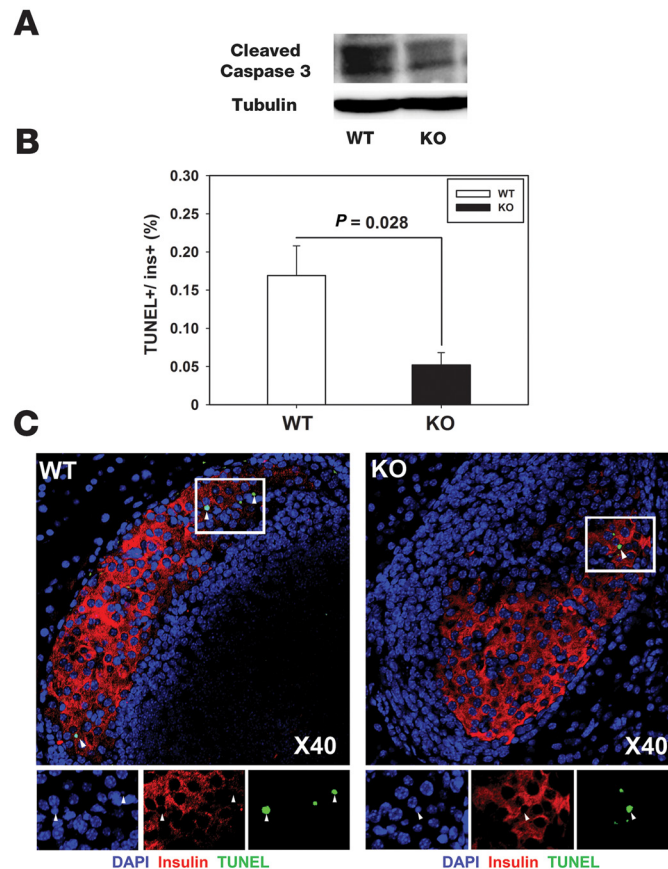 A
Cleaved
Caspase 3
Tubulin
WT KO
B
TUNEL+/ ins+ (%)
0.30
0.25
0.20
0.15
0.10
0.05
0
WT
KO
P = 0.028
WT KO
C
WT
X40
KO
X40
DAPI Insulin TUNEL
DAPI Insulin TUNEL